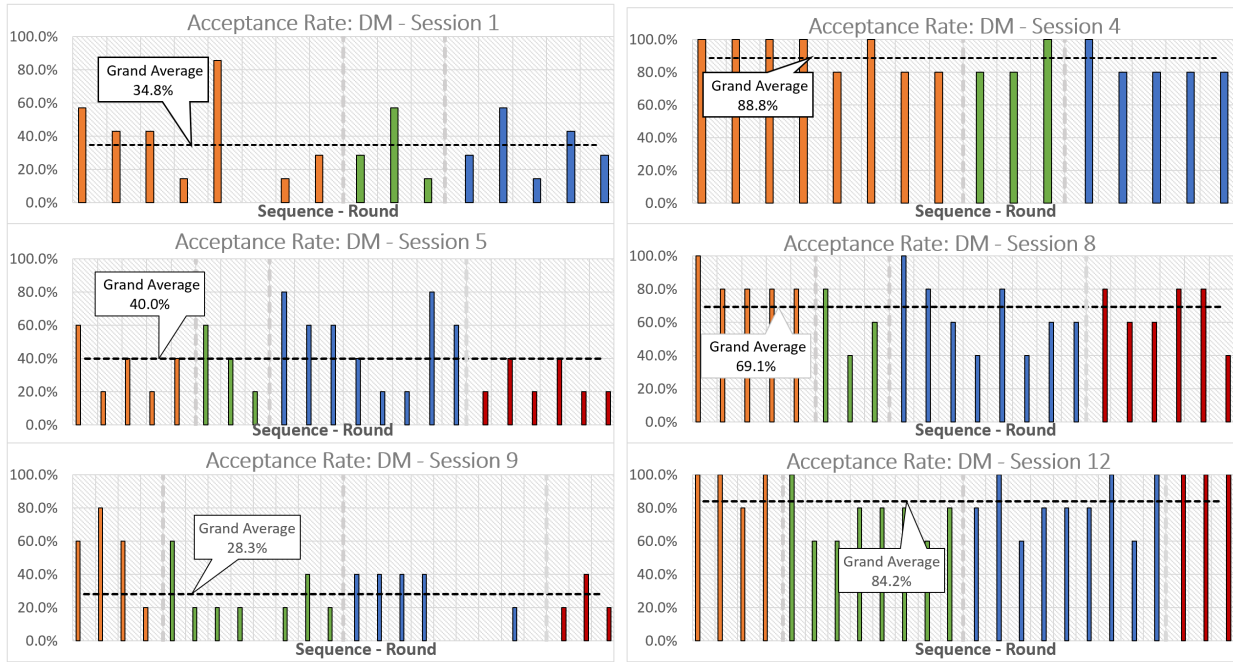 Acceptance Rate: DM - Session 1
100.0%
80.0%
60.0%
40.0%
20.0%
0.0%
Grand Average
34.8%
Sequence - Round
Acceptance Rate: DM - Session 4
100.0%
80.0%
60.0%
40.0%
20.0%
0.0%
Grand Average
88.8%
Sequence - Round
Acceptance Rate: DM - Session 5
100.0%
80.0%
60.0%
40.0%
20.0%
0.0%
Grand Average
40.0%
Sequence - Round
Acceptance Rate: DM - Session 8
100.0%
80.0%
60.0%
40.0%
20.0%
0.0%
Grand Average
69.1%
Sequence - Round
Acceptance Rate: DM - Session 9
100.0%
80.0%
60.0%
40.0%
20.0%
0.0%
Grand Average
28.3%
Sequence - Round
Acceptance Rate: DM - Session 12
100.0%
80.0%
60.0%
40.0%
20.0%
0.0%
Grand Average
84.2%
Sequence - Round